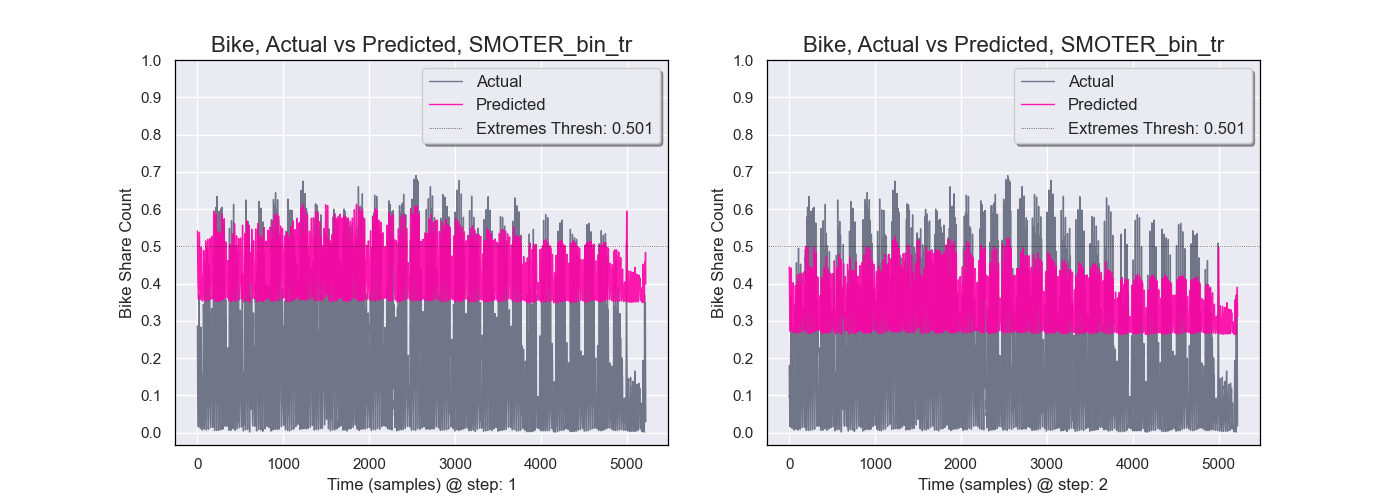 Bike, Actual vs Predicted, SMOTER_bin_tr
1.0
0.9
0.8
0.7
0.6
0.5
0.4
0.3
0.2
0.1
0.0
Bike Share Count
Actual
Predicted
Extremes Thresh: 0.501
0 1000 2000 3000 4000 5000
Time (samples) @ step: 1
Bike, Actual vs Predicted, SMOTER_bin_tr
1.0
0.9
0.8
0.7
0.6
0.5
0.4
0.3
0.2
0.1
0.0
Bike Share Count
Actual
Predicted
Extremes Thresh: 0.501
0 1000 2000 3000 4000 5000
Time (samples) @ step: 2